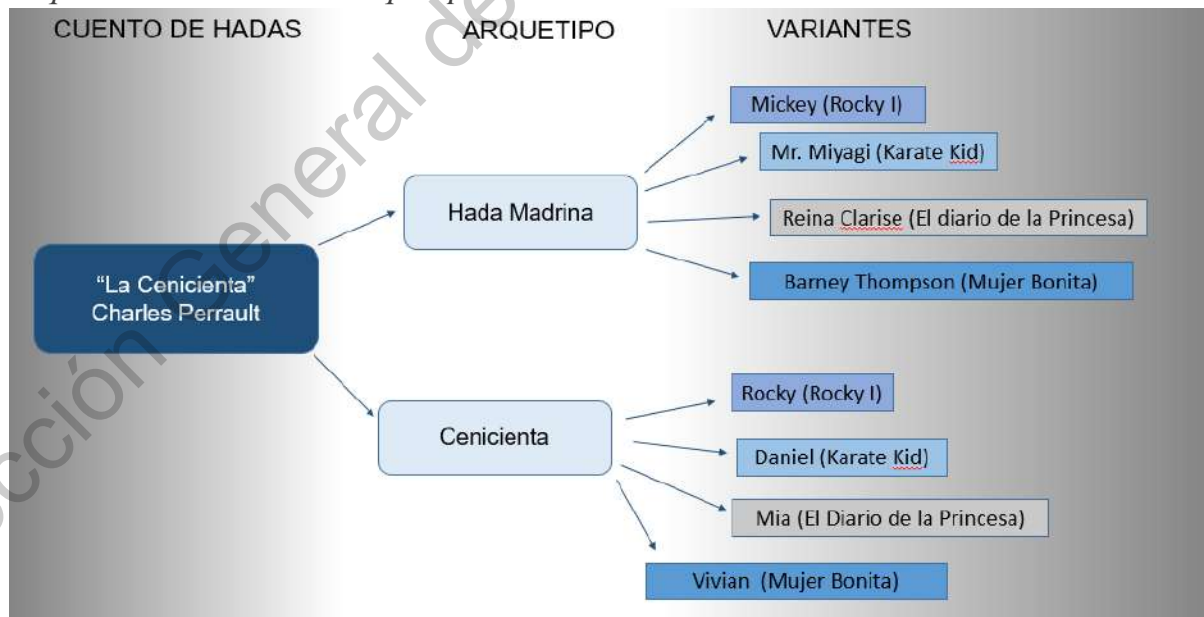 CUENTO DE HADAS
ARQUETIPO
VARIANTES
"La Cenicienta"
Charles Perrault
Hada Madrina
Mickey (Rocky I)
Mr. Miyagi (Karate Kid)
Reina Clarise (El diario de la Princesa)
Barney Thompson (Mujer Bonita)
Cenicienta
Rocky (Rocky I)
Daniel (Karate Kid)
Mia (El Diario de la Princesa)
Vivian (Mujer Bonita)
General de